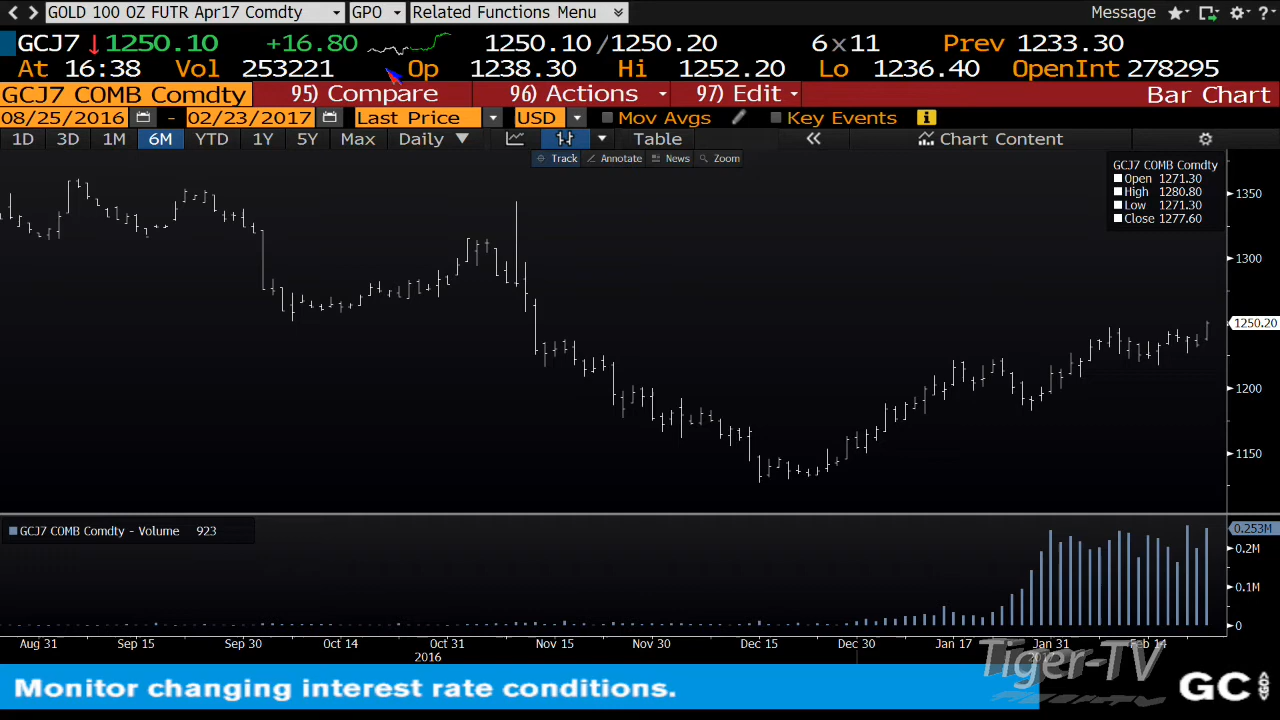 GOLD 100 OZ FUTR Apr17 Comdty GPO Related Functions Menu Message
GCJ7 1250.10 +16.80 1250.10 /1250.20 6x11 Prev 1233.30
At 16:38 Vol 253221 Op 1238.30 Hi 1252.20 Lo 1236.40 OpenInt 278295
GCJ7 COMB Comdty 95) Compare 96) Actions 97) Edit Bar Chart
08/25/2016 - 02/23/2017 Last Price USD Mov Avgs Key Events
1D 3D 1M 6M YTD 1Y 5Y Max Daily Table Chart Content
Track Annotate News Zoom
GCJ7 COMB Comdty
Open 1271.30
High 1280.80
Low 1271.30
Close 1277.60
1350
1300
1250.20
1200
1150
GCJ7 COMB Comdty - Volume 923
0.253M
0.2M
0.1M
0
Aug 31 Sep 15 Sep 30 Oct 14 Oct 31 Nov 15 Nov 30 Dec 15 Dec 30 Jan 17 Jan 31 Feb 14
2016
Tiger-TV
Monitor changing interest rate conditions.
GC